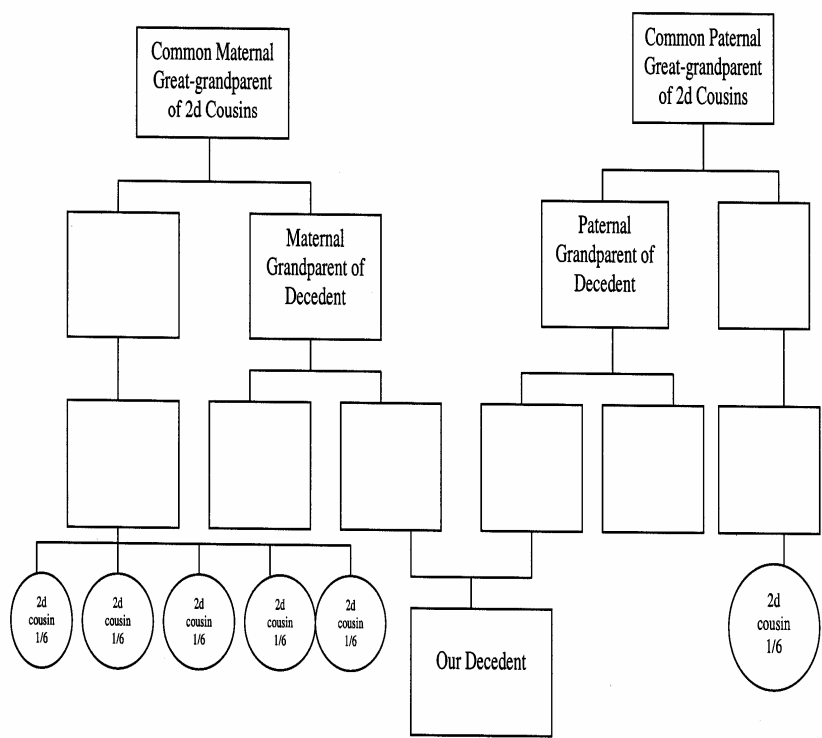 Common Maternal
Great-grandparent
of 2d Cousins
Common Paternal
Great-grandparent
of 2d Cousins
Maternal
Grandparent of
Decedent
Paternal
Grandparent of
Decedent
2d
cousin
1/6
2d
cousin
1/6
2d
cousin
1/6
2d
cousin
1/6
2d
cousin
1/6
Our Decedent
2d
cousin
1/6